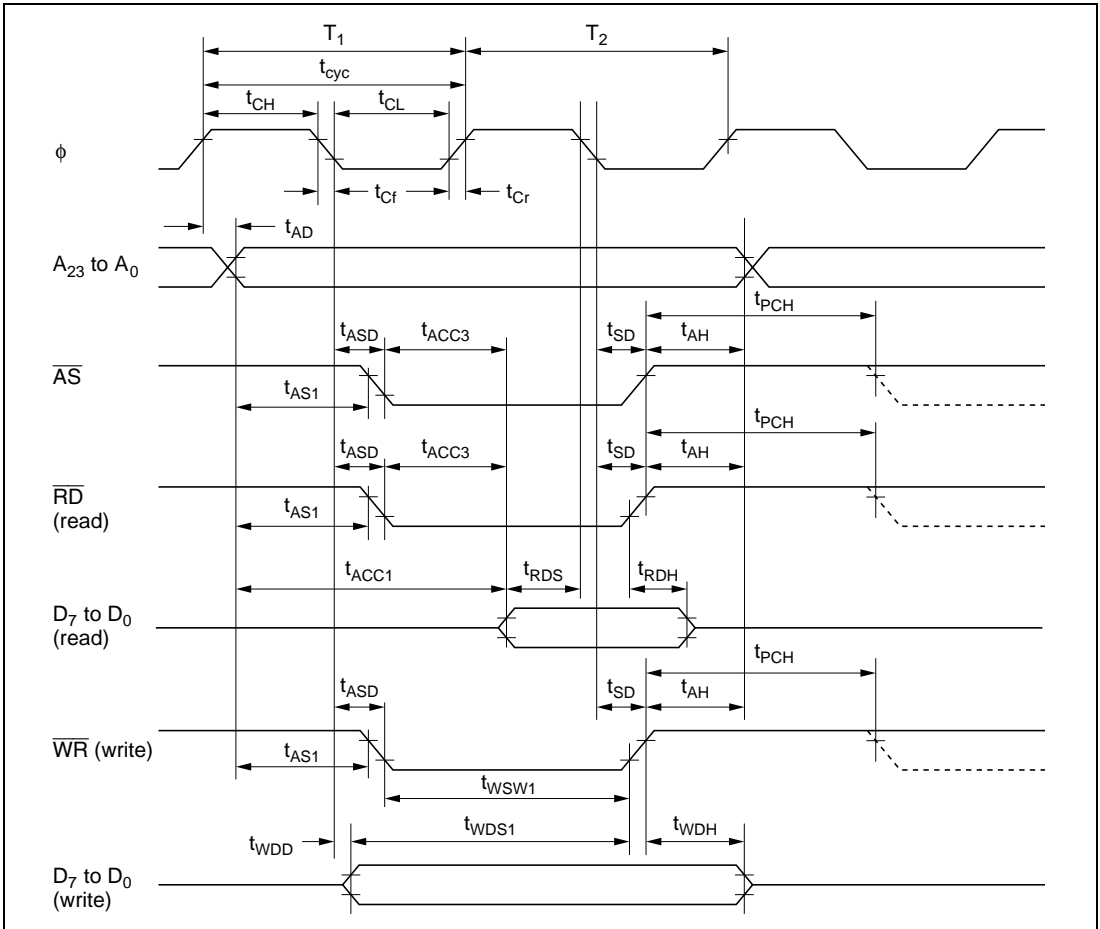 T1 T2
tcyc
tCH tCL
φ
tCf tCr
tAD
A23 to A0
tPCH
tASD tACC3 tSD tAH
AS
tAS1
tPCH
tASD tACC3 tSD tAH
RD
(read)
tAS1
tACC1 tRDS tRDH
D7 to D0
(read)
tPCH
tASD tSD tAH
WR (write)
tAS1
tWSW1
tWDD tWDS1 tWDH
D7 to D0
(write)